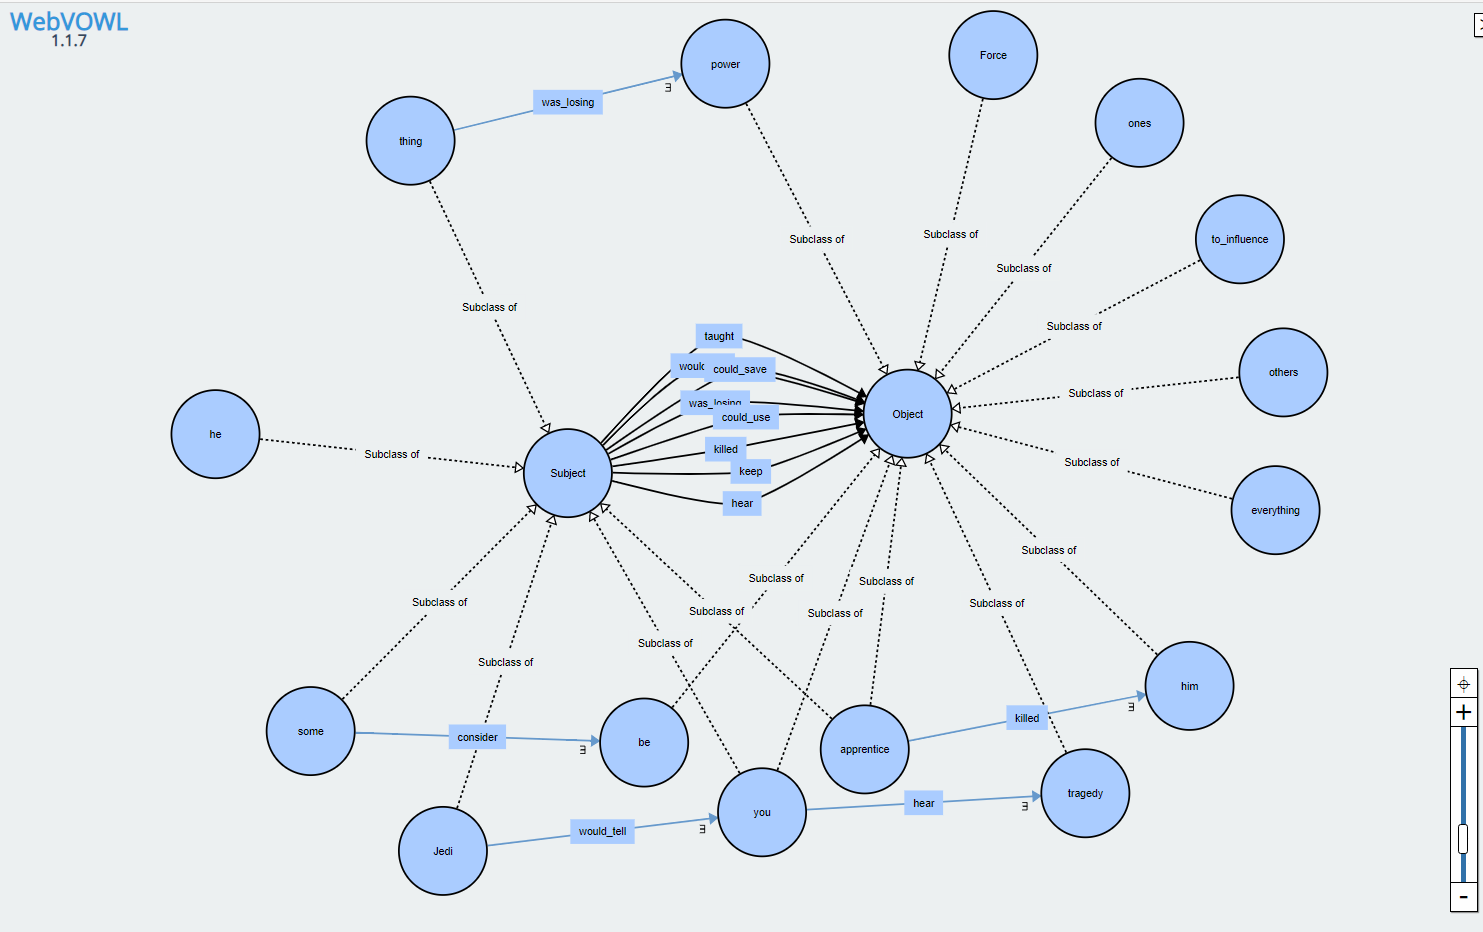 WebVOWL
1.1.7
power
Force
was_losing
thing
ones
Subclass of
Subclass of
to_influence
Subclass of
Subclass of
Subclass of
taught
could_save
others
Subclass of
was_losing
could_use
Object
he
Subclass of
killed
Subclass of
Subject
keep
hear
everything
Subclass of
Subclass of
Subclass of
Subclass of
Subclass of
Subclass of
Subclass of
Subclass of
Subclass of
him
killed
some
consider
be
apprentice
tragedy
hear
you
would_tell
Jedi